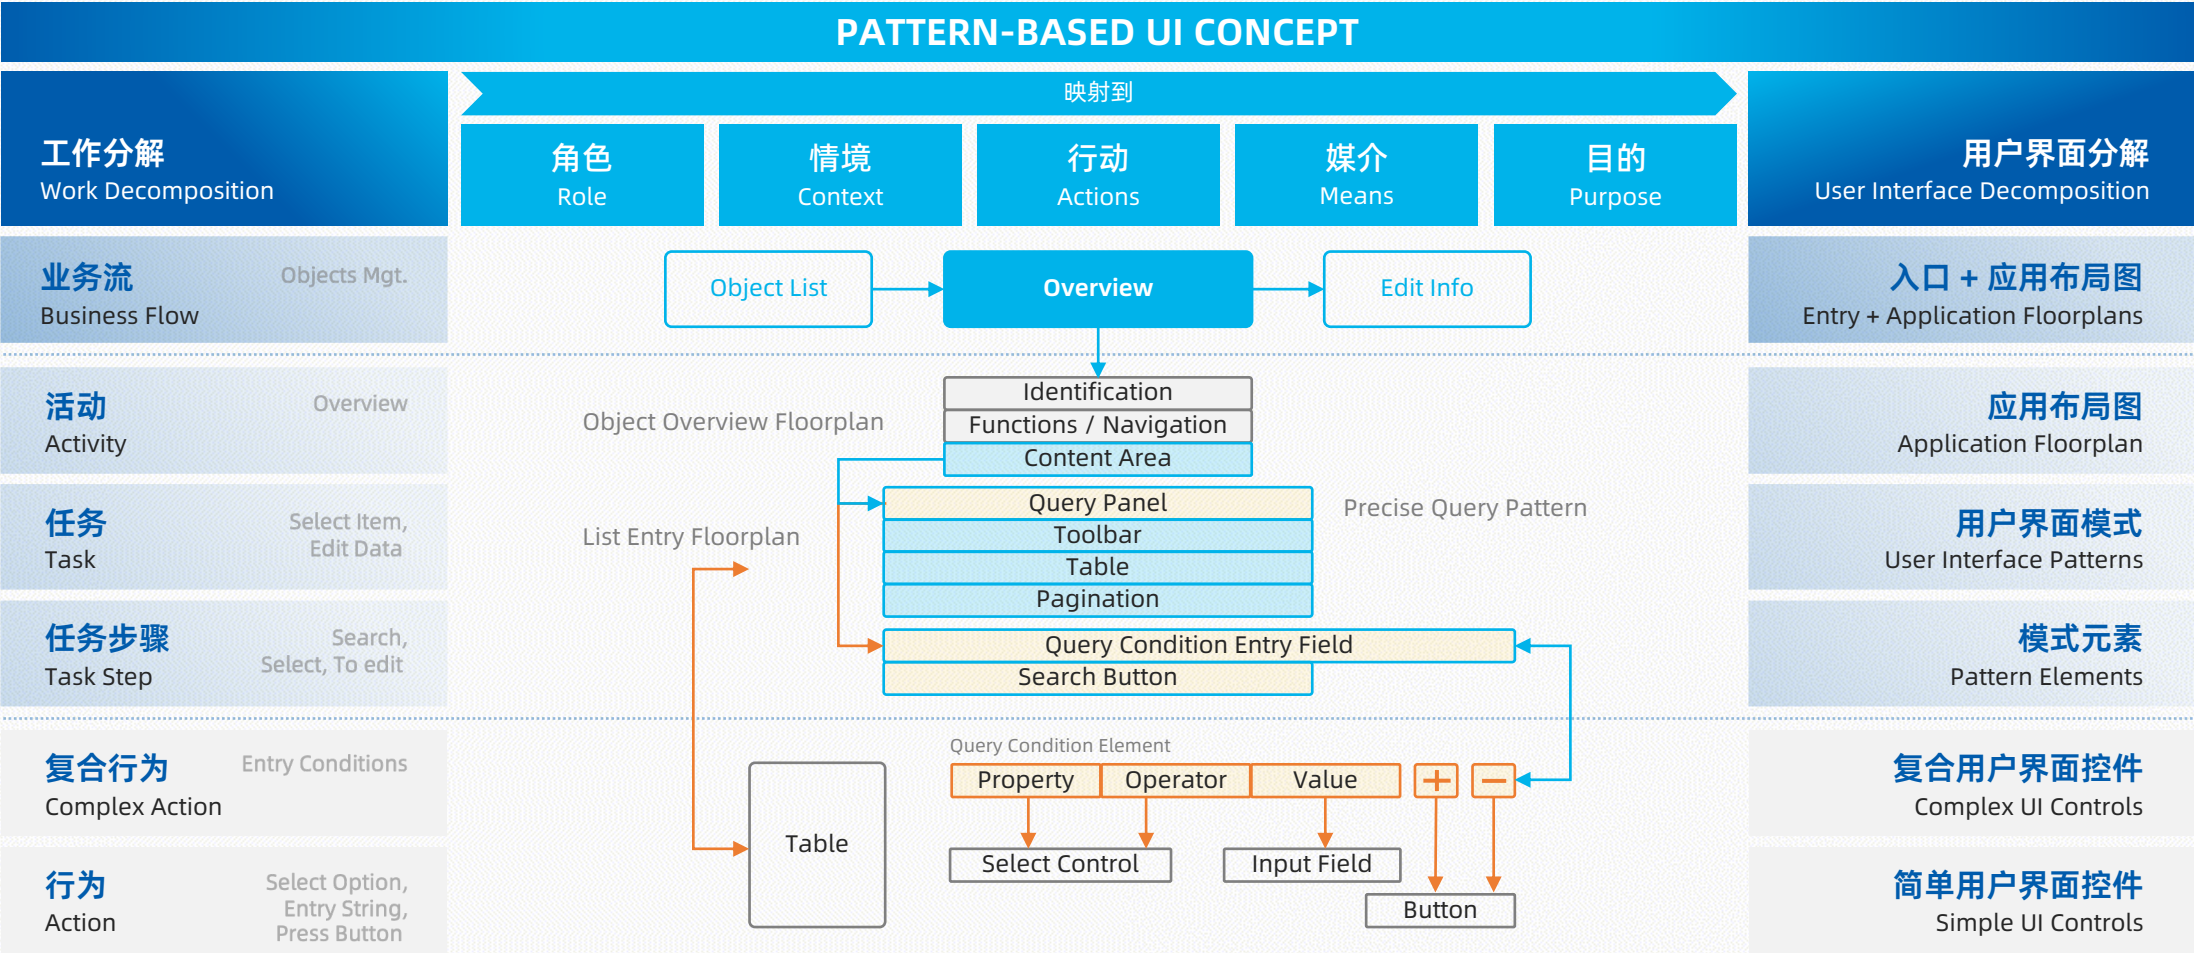 PATTERN-BASED UI CONCEPT
工作分解
Work Decomposition
映射到
角色
Role
情境
Context
行动
Actions
媒介
Means
目的
Purpose
用户界面分解
User Interface Decomposition
业务流
Business Flow
Objects Mgt.
Object List
Overview
Edit Info
入口 + 应用布局图
Entry + Application Floorplans
活动
Activity
Overview
Object Overview Floorplan
Identification
Functions / Navigation
Content Area
应用布局图
Application Floorplan
任务
Task
Select Item,
Edit Data
List Entry Floorplan
Query Panel
Toolbar
Table
Pagination
Precise Query Pattern
用户界面模式
User Interface Patterns
任务步骤
Task Step
Search,
Select, To edit
Query Condition Entry Field
Search Button
模式元素
Pattern Elements
复合行为
Complex Action
Entry Conditions
Query Condition Element
Property
Operator
Value
+
−
复合用户界面控件
Complex UI Controls
行为
Action
Select Option,
Entry String,
Press Button
Table
Select Control
Input Field
Button
简单用户界面控件
Simple UI Controls